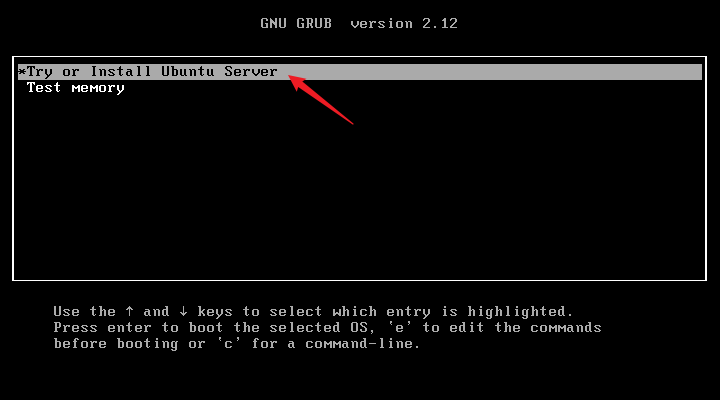 GNU GRUB  version 2.12
*Try or Install Ubuntu Server
Test memory
Use the ↑ and ↓ keys to select which entry is highlighted.
Press enter to boot the selected OS, `e' to edit the commands
before booting or `c' for a command-line.